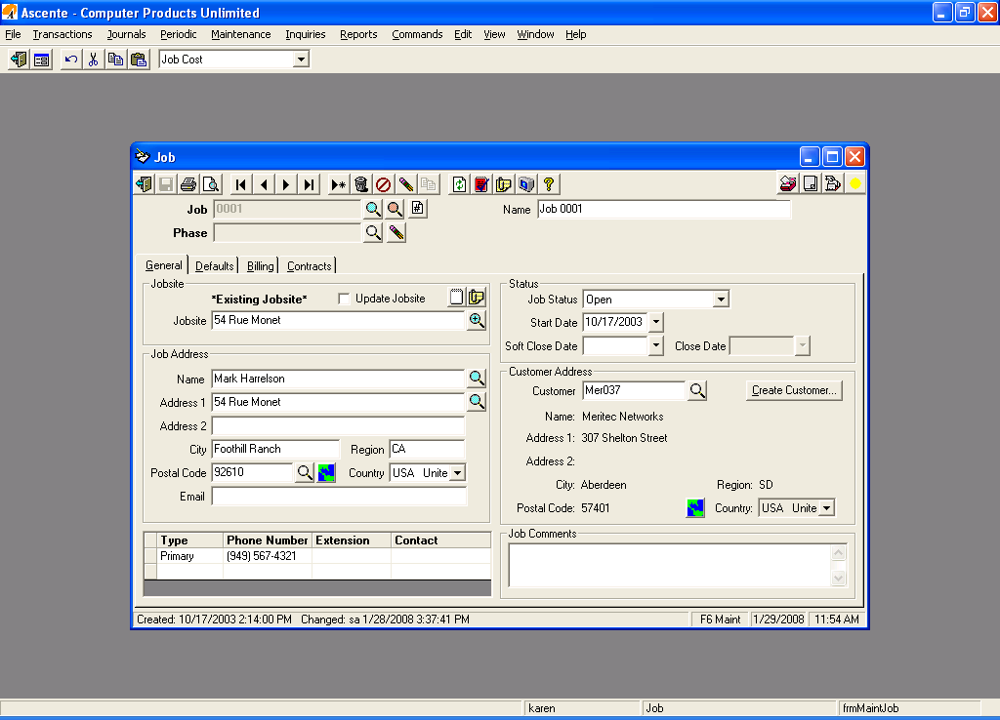 Ascente - Computer Products Unlimited
File Transactions Journals Periodic Maintenance Inquiries Reports Commands Edit View Window Help
Job Cost
Job
Job 0001 Name Job 0001
Phase
General Defaults Billing Contracts
Jobsite
*Existing Jobsite* Update Jobsite
Jobsite 54 Rue Monet
Job Address
Name Mark Harrelson
Address 1 54 Rue Monet
Address 2
City Foothill Ranch Region CA
Postal Code 92610 Country USA Unite
Email
Type Phone Number Extension Contact
Primary (949) 567-4321
Status
Job Status Open
Start Date 10/17/2003
Soft Close Date Close Date
Customer Address
Customer Mer037 Create Customer...
Name: Meritec Networks
Address 1: 307 Shelton Street
Address 2:
City: Aberdeen Region: SD
Postal Code: 57401 Country: USA Unite
Job Comments
Created: 10/17/2003 2:14:00 PM Changed: sa 1/28/2008 3:37:41 PM F6 Maint 1/29/2008 11:54 AM
karen Job frmMaintJob